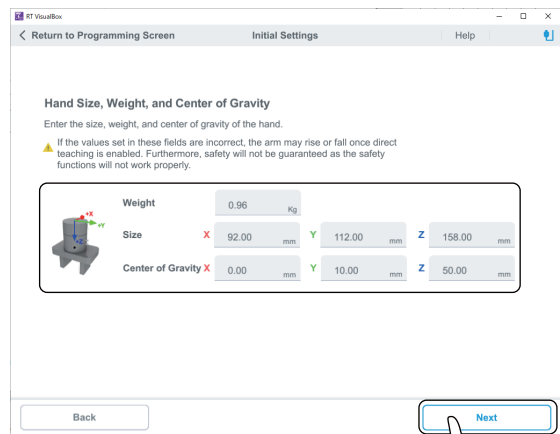 RT VisualBox
Return to Programming Screen Initial Settings Help
Hand Size, Weight, and Center of Gravity
Enter the size, weight, and center of gravity of the hand.
If the values set in these fields are incorrect, the arm may rise or fall once direct
teaching is enabled. Furthermore, safety will not be guaranteed as the safety
functions will not work properly.
+X
+Y
+Z
Weight 0.96 Kg
Size X 92.00 mm Y 112.00 mm Z 158.00 mm
Center of Gravity X 0.00 mm Y 10.00 mm Z 50.00 mm
Back Next